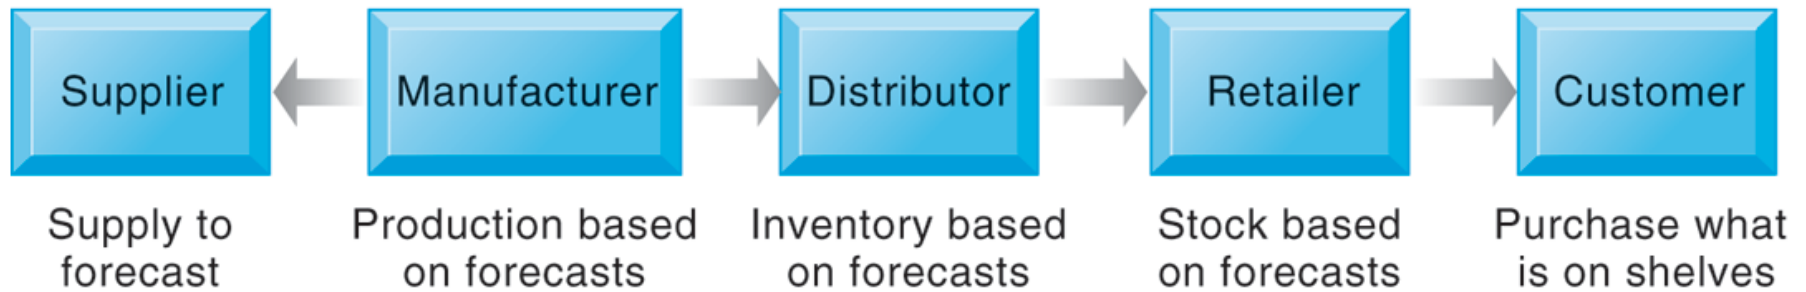 Supplier
Manufacturer
Distributor
Retailer
Customer
Supply to
forecast
Production based
on forecasts
Inventory based
on forecasts
Stock based
on forecasts
Purchase what
is on shelves